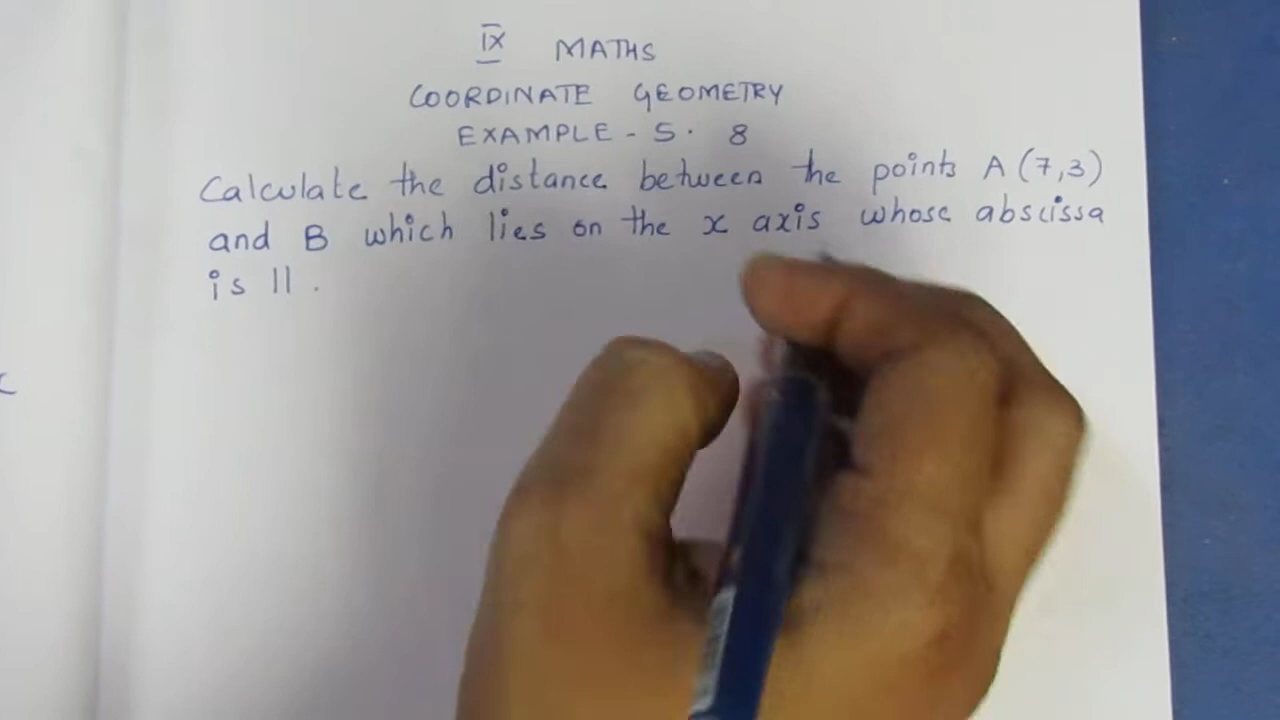 IX MATHS
COORDINATE GEOMETRY
EXAMPLE - 5. 8
Calculate the distance between the points A (7,3)
and B which lies on the x axis whose abscissa
is 11.